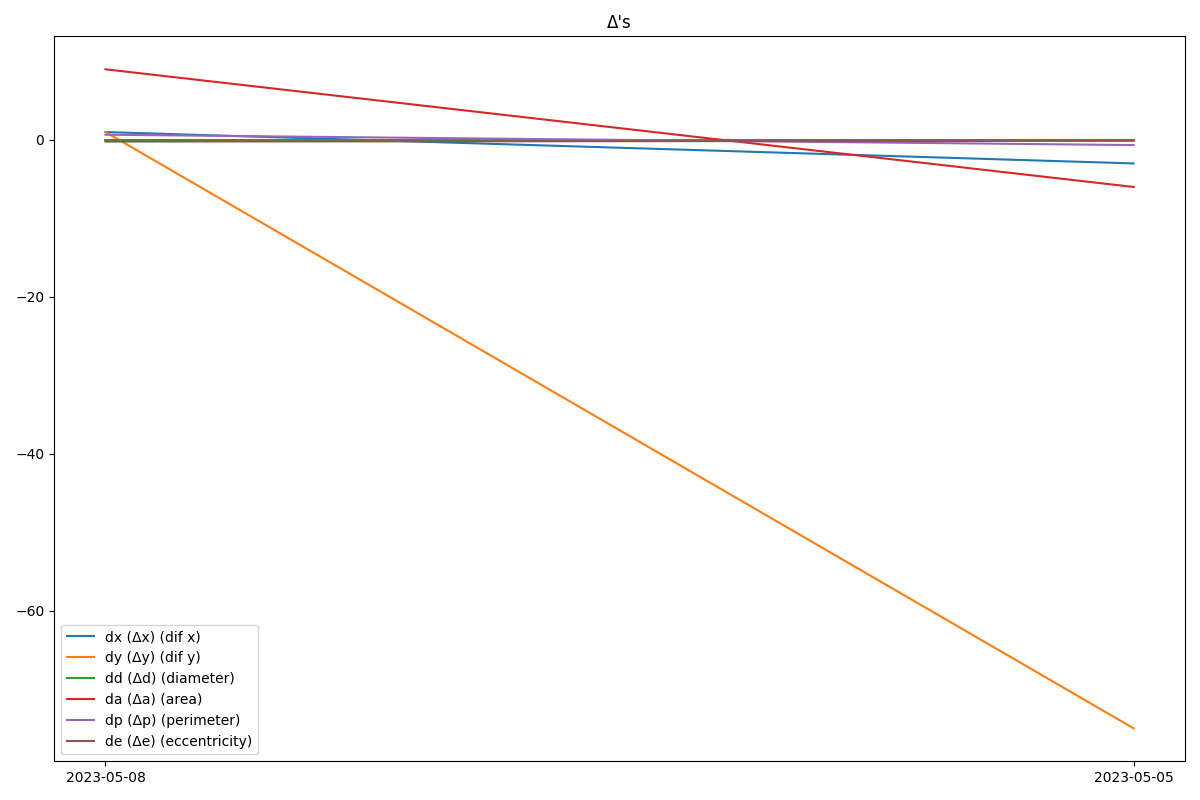 Δ's
0
−20
−40
−60
dx (Δx) (dif x)
dy (Δy) (dif y)
dd (Δd) (diameter)
da (Δa) (area)
dp (Δp) (perimeter)
de (Δe) (eccentricity)
2023-05-08 2023-05-05